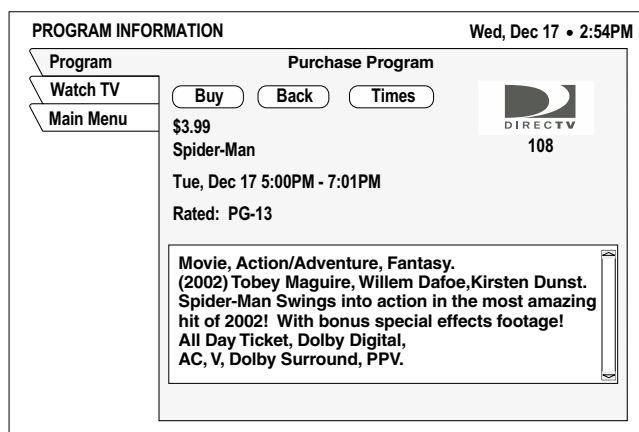 PROGRAM INFORMATION Wed, Dec 17 • 2:54PM
Program
Watch TV
Main Menu
Purchase Program
Buy Back Times
$3.99
Spider-Man
DIRECTV
108
Tue, Dec 17 5:00PM - 7:01PM
Rated: PG-13
Movie, Action/Adventure, Fantasy.
(2002) Tobey Maguire, Willem Dafoe,Kirsten Dunst.
Spider-Man Swings into action in the most amazing
hit of 2002! With bonus special effects footage!
All Day Ticket, Dolby Digital,
AC, V, Dolby Surround, PPV.